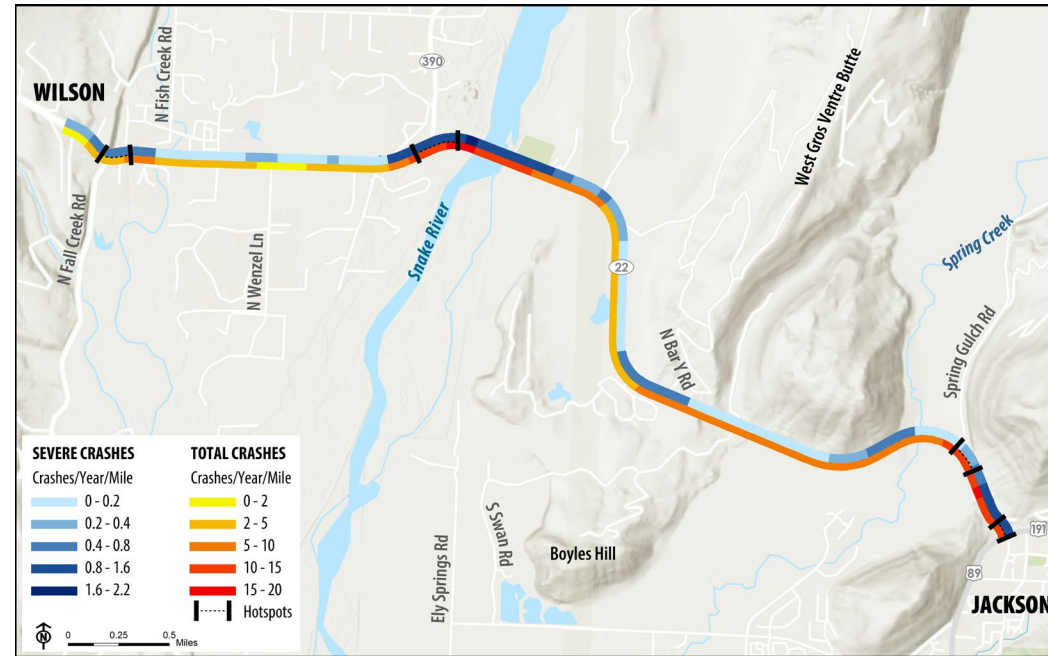 WILSON
N Fish Creek Rd
390
West Gros Ventre Butte
N Fall Creek Rd
N Wenzel Ln
Snake River
22
Spring Creek
N Bar Y Rd
Spring Gulch Rd
SEVERE CRASHES
Crashes/Year/Mile
0 - 0.2
0.2 - 0.4
0.4 - 0.8
0.8 - 1.6
1.6 - 2.2
TOTAL CRASHES
Crashes/Year/Mile
0 - 2
2 - 5
5 - 10
10 - 15
15 - 20
Hotspots
N
0 0.25 0.5
Miles
Ely Springs Rd
S Swan Rd
Boyles Hill
191
89
JACKSON